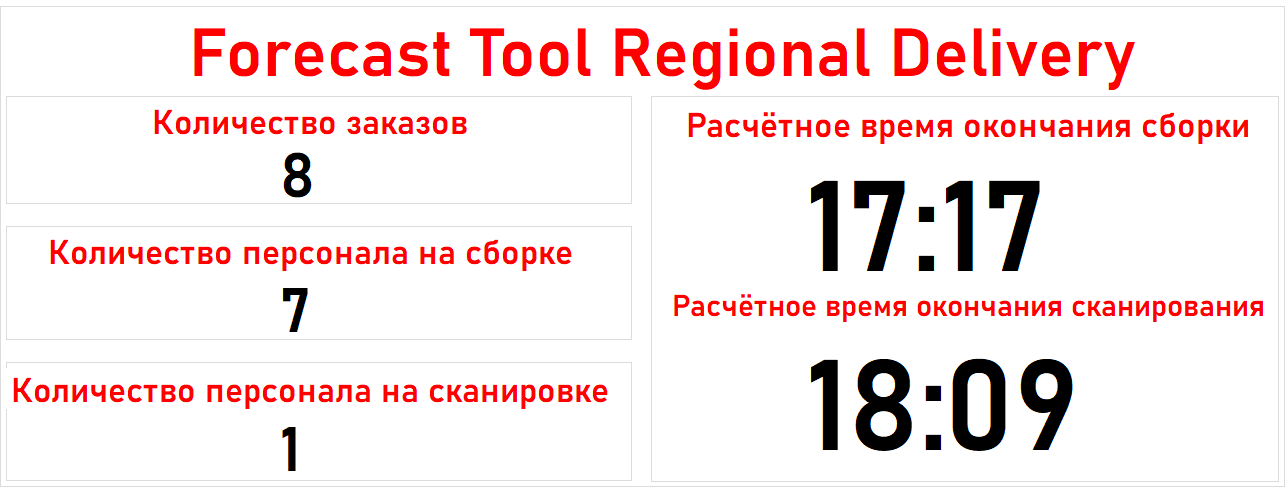 Forecast Tool Regional Delivery
Количество заказов
8
Количество персонала на сборке
7
Количество персонала на сканировке
1
Расчётное время окончания сборки
17:17
Расчётное время окончания сканирования
18:09